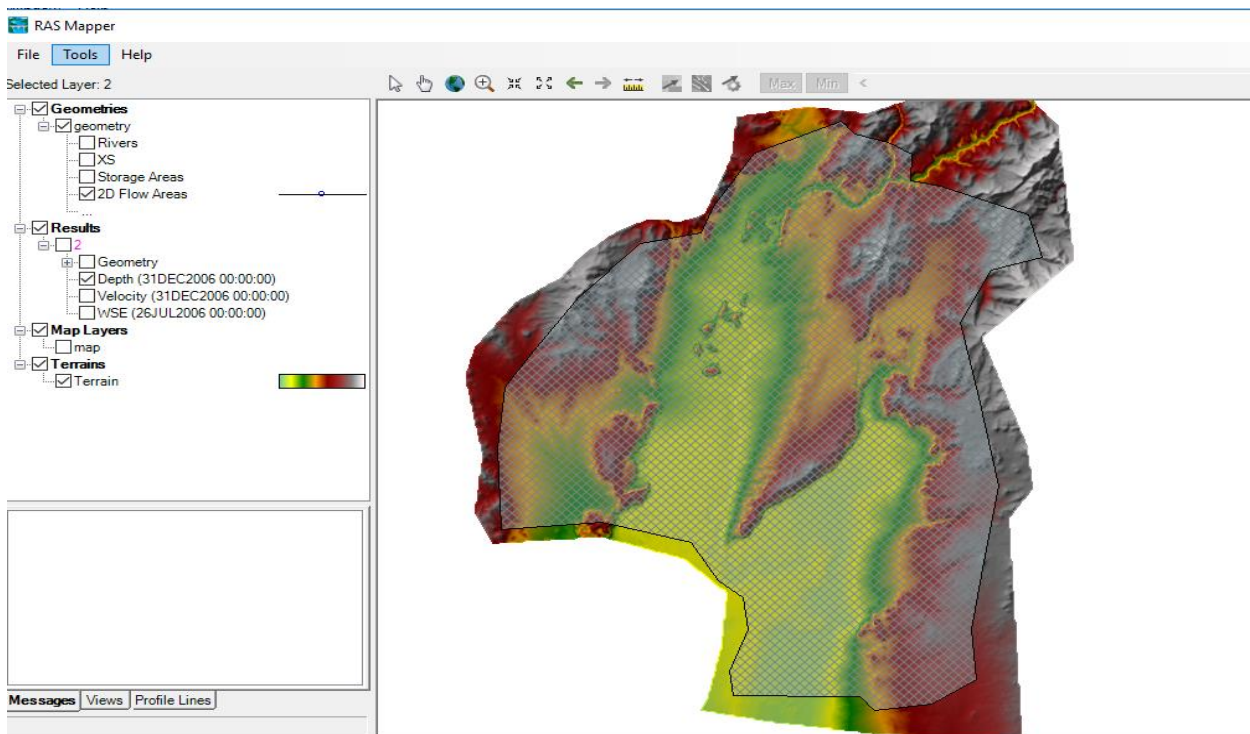 RAS Mapper
File Tools Help
Selected Layer: 2
Max Min <
Geometries
geometry
Rivers
XS
Storage Areas
2D Flow Areas
...
Results
2
Geometry
Depth (31DEC2006 00:00:00)
Velocity (31DEC2006 00:00:00)
WSE (26JUL2006 00:00:00)
Map Layers
map
Terrains
Terrain
Messages Views Profile Lines